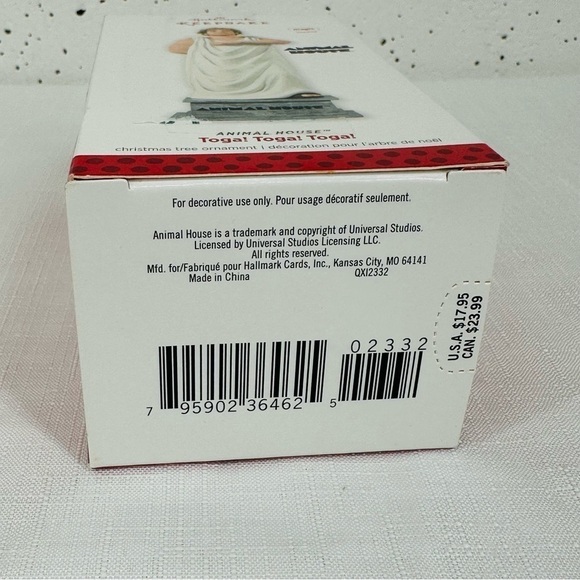 Hallmark
KEEPSAKE
ANIMAL HOUSE
ANIMAL HOUSE™
Toga! Toga! Toga!
christmas tree ornament | décoration pour l'arbre de noël
For decorative use only. Pour usage décoratif seulement.
Animal House is a trademark and copyright of Universal Studios.
Licensed by Universal Studios Licensing LLC.
All rights reserved.
Mfd. for/Fabriqué pour Hallmark Cards, Inc., Kansas City, MO 64141
Made in China QXI2332
U.S.A. $17.95
CAN. $23.99
02332
7 95902 36462 5